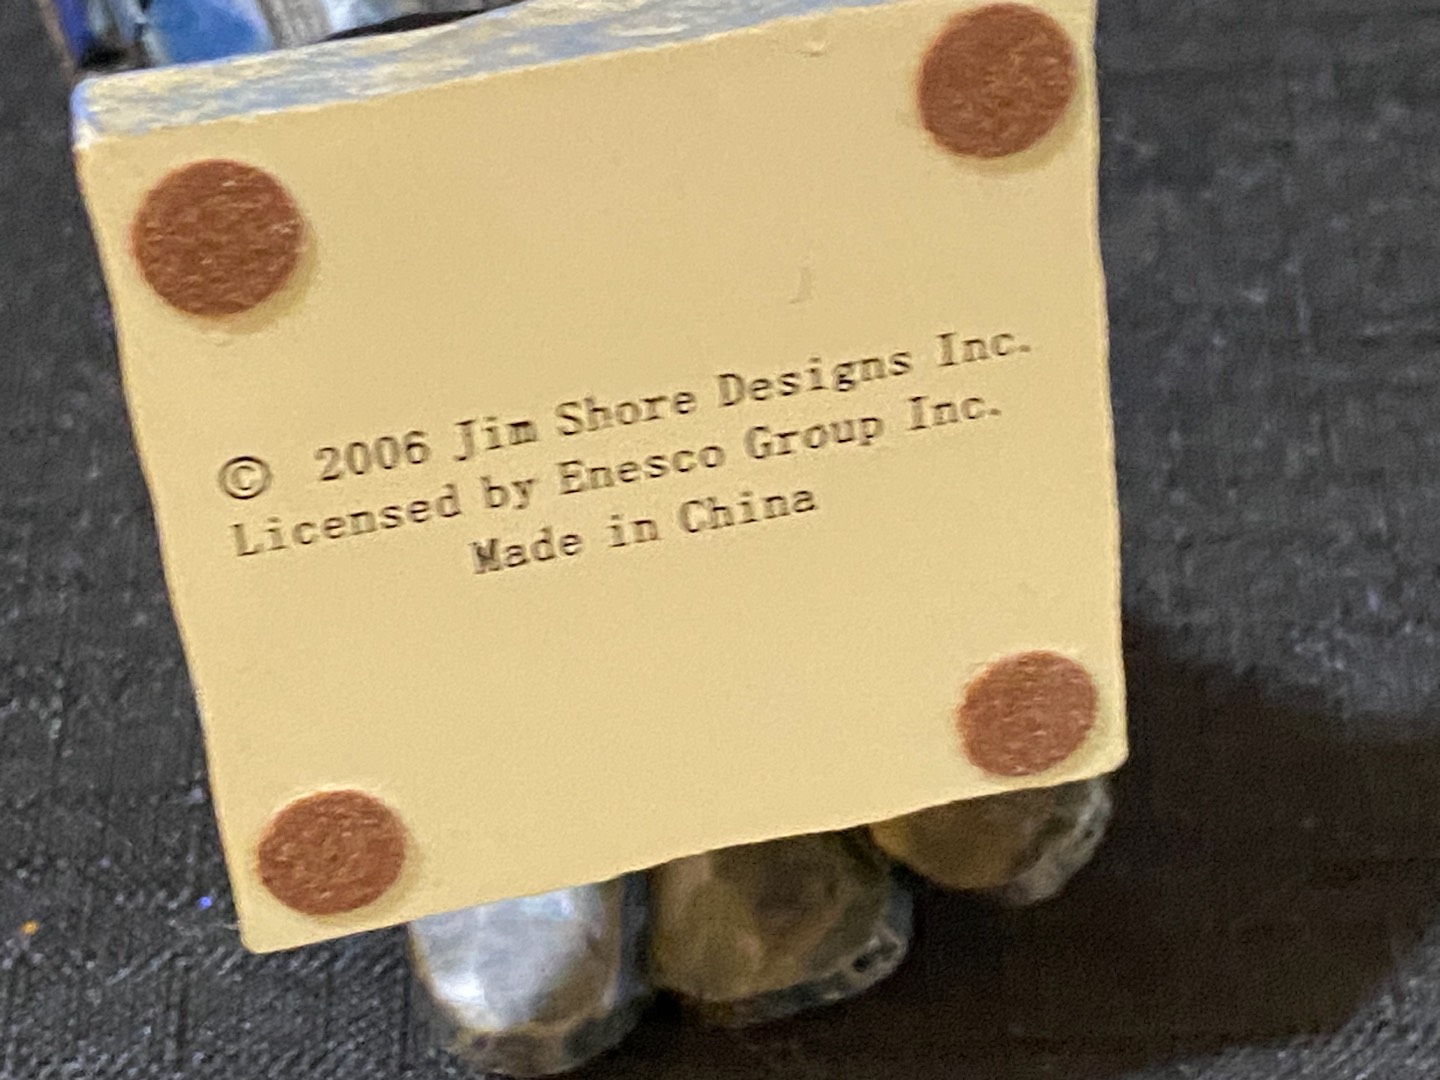 © 2006 Jim Shore Designs Inc.
Licensed by Enesco Group Inc.
Made in China